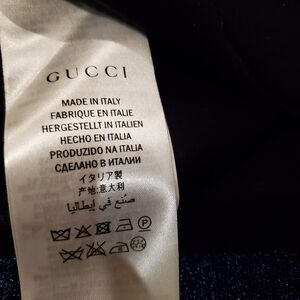 GUCCI
MADE IN ITALY
FABRIQUE EN ITALIE
HERGESTELLT IN ITALIEN
HECHO EN ITALIA
PRODUZIDO NA ITALIA
СДЕЛАНО В ИТАЛИИ
イタリア製
产地:意大利
صنع في إيطاليا